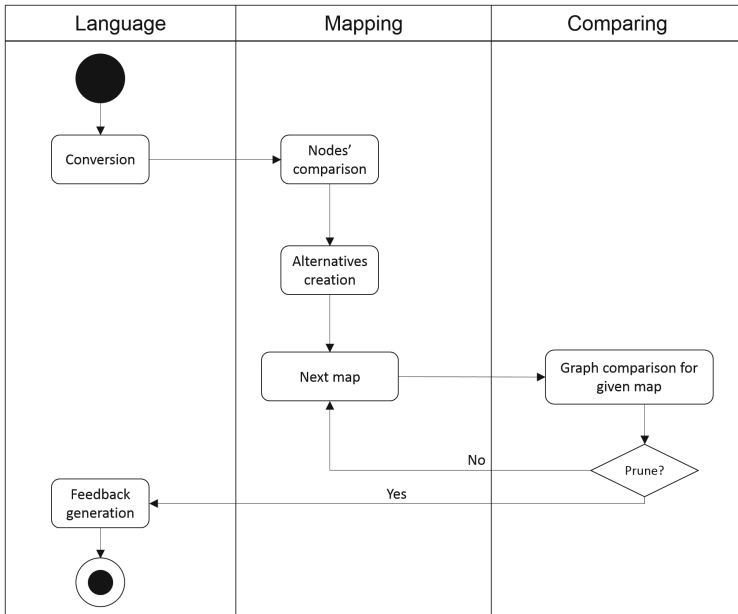 Language
Mapping
Comparing
Conversion
Nodes'
comparison
Alternatives
creation
Next map
Graph comparison for
given map
No
Prune?
Feedback
generation
Yes